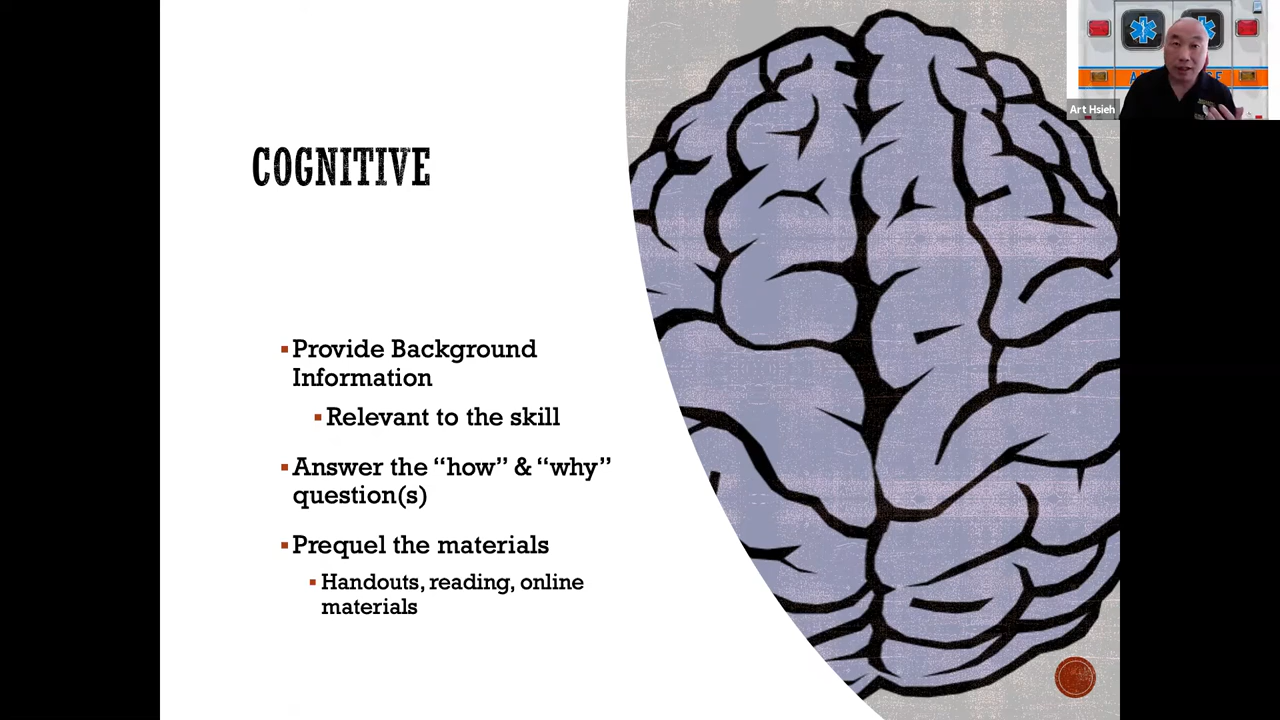 COGNITIVE
▪Provide Background
Information
▪Relevant to the skill
▪Answer the “how” & “why”
question(s)
▪Prequel the materials
▪Handouts, reading, online
materials
Art Hsieh